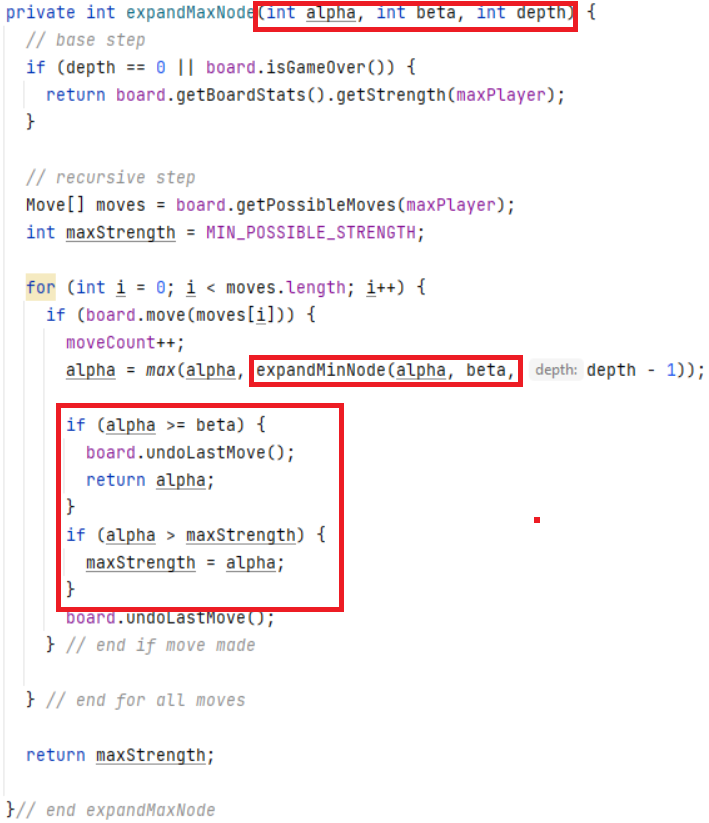 private int expandMaxNode(int alpha, int beta, int depth) {
// base step
if (depth == 0 || board.isGameOver()) {
return board.getBoardStats().getStrength(maxPlayer);
}
// recursive step
Move[] moves = board.getPossibleMoves(maxPlayer);
int maxStrength = MIN_POSSIBLE_STRENGTH;
for (int i = 0; i < moves.length; i++) {
if (board.move(moves[i])) {
moveCount++;
alpha = max(alpha, expandMinNode(alpha, beta, depth: depth - 1));
if (alpha >= beta) {
board.undoLastMove();
return alpha;
}
if (alpha > maxStrength) {
maxStrength = alpha;
}
board.undoLastMove();
} // end if move made
} // end for all moves
return maxStrength;
}// end expandMaxNode